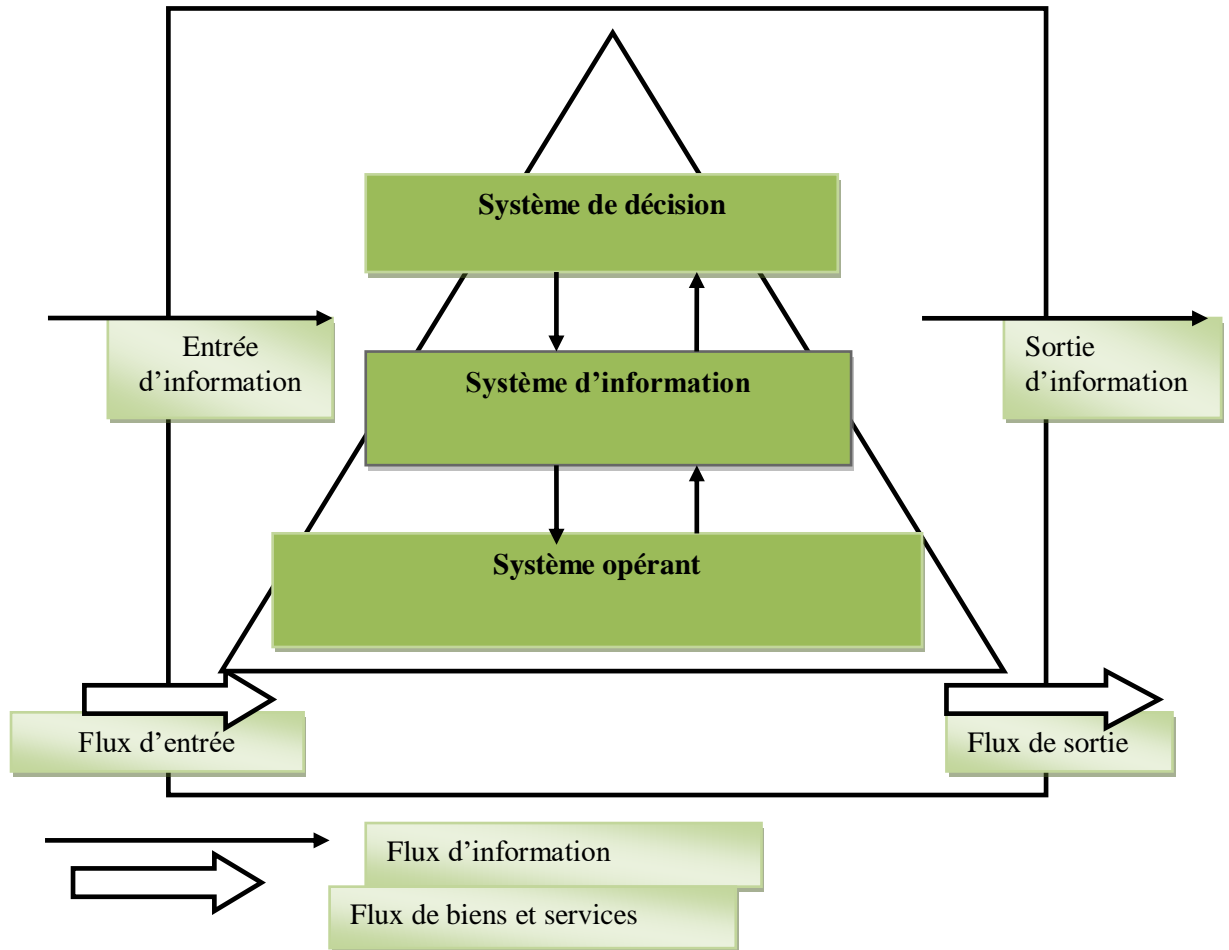 Système de décision
Entrée
d’information
Sortie
d’information
Système d’information
Système opérant
Flux d’entrée
Flux de sortie
Flux d’information
Flux de biens et services